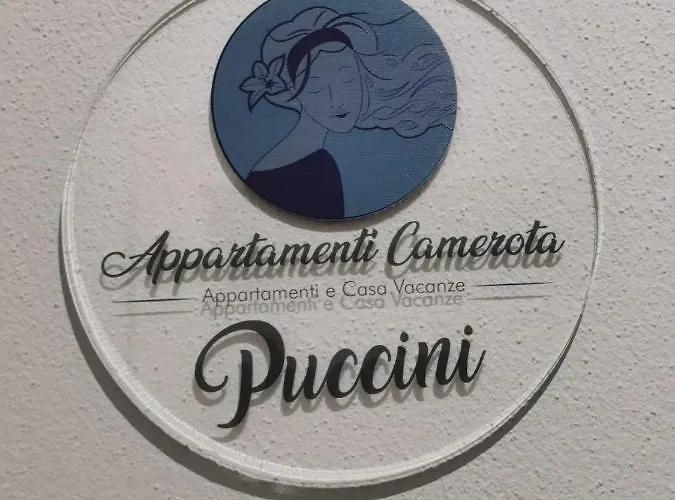 Appartamenti Camerota
Appartamenti e Casa Vacanze
Puccini